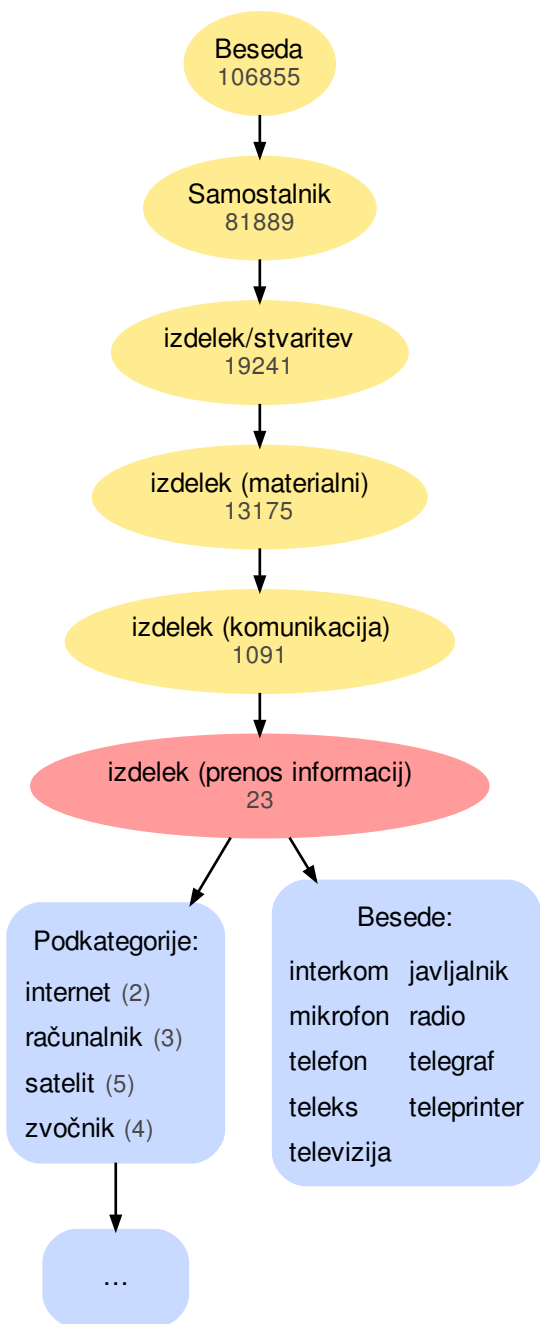 Beseda
106855
Samostalnik
81889
izdelek/stvaritev
19241
izdelek (materialni)
13175
izdelek (komunikacija)
1091
izdelek (prenos informacij)
23
Podkategorije:
internet (2)
računalnik (3)
satelit (5)
zvočnik (4)
...
Besede:
interkom javljalnik
mikrofon radio
telefon telegraf
teleks teleprinter
televizija